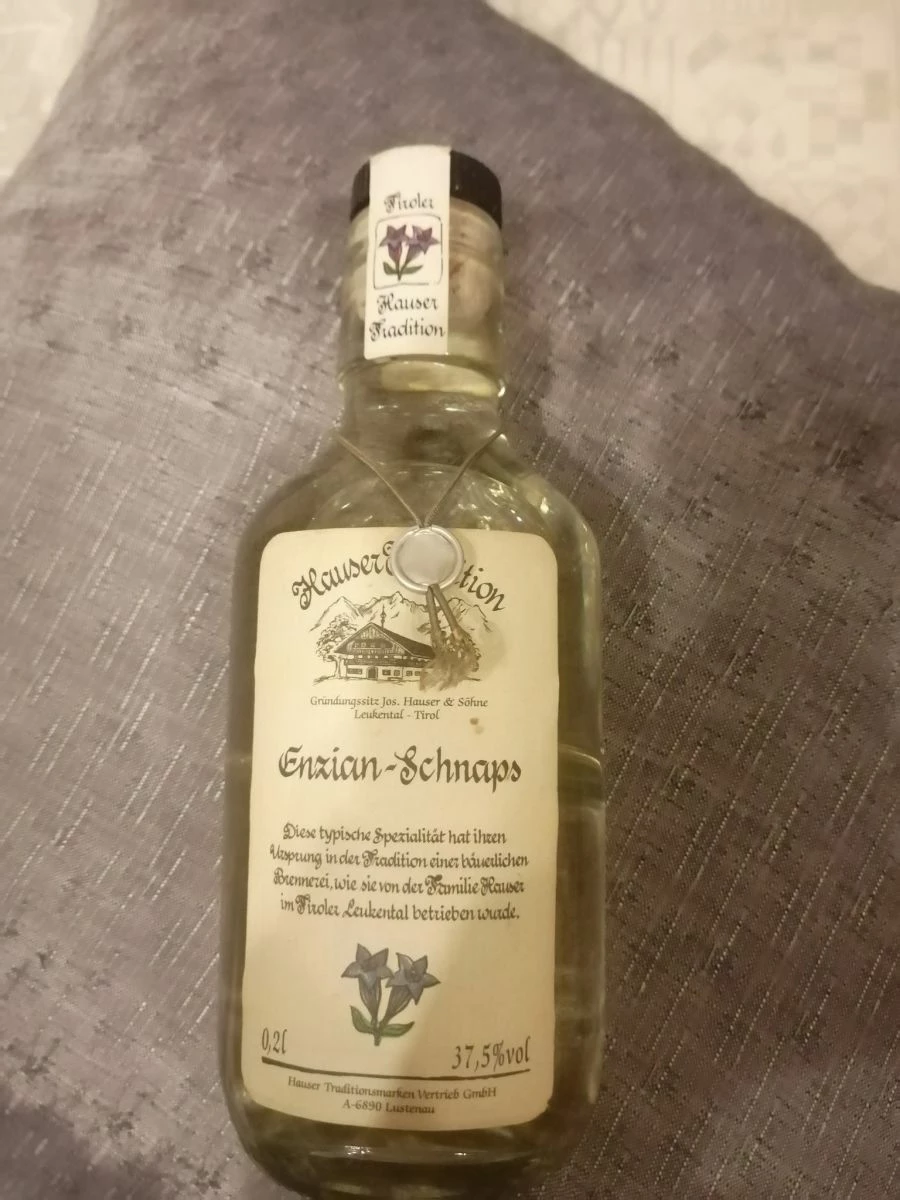 Tiroler
Hauser
Tradition
Hauser tion
Gründungssitz Jos. Hauser & Söhne
Leukental - Tirol
Enzian-Schnaps
Diese typische Spezialität hat ihren
Ursprung in der Tradition einer bäuerlichen
Brennerei, wie sie von der Familie Hauser
im Tiroler Leukental betrieben wurde.
0,2l
37,5%vol
Hauser Traditionsmarken Vertrieb GmbH
A-6890 Lustenau